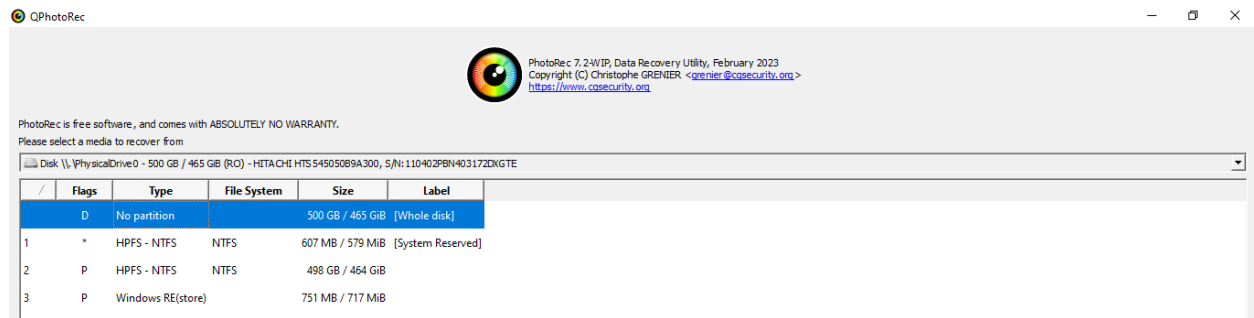 QPhotoRec
PhotoRec 7.2-WIP, Data Recovery Utility, February 2023
Copyright (C) Christophe GRENIER <grenier@cgsecurity.org>
https://www.cgsecurity.org
PhotoRec is free software, and comes with ABSOLUTELY NO WARRANTY.
Please select a media to recover from
Disk \\.\PhysicalDrive0 - 500 GB / 465 GiB (RO) - HITACHI HTS545050B9A300, S/N:110402PBN403172DXGTE
/ Flags Type File System Size Label
D No partition 500 GB / 465 GiB [Whole disk]
1 * HPFS - NTFS NTFS 607 MB / 579 MiB [System Reserved]
2 P HPFS - NTFS NTFS 498 GB / 464 GiB
3 P Windows RE(store) 751 MB / 717 MiB